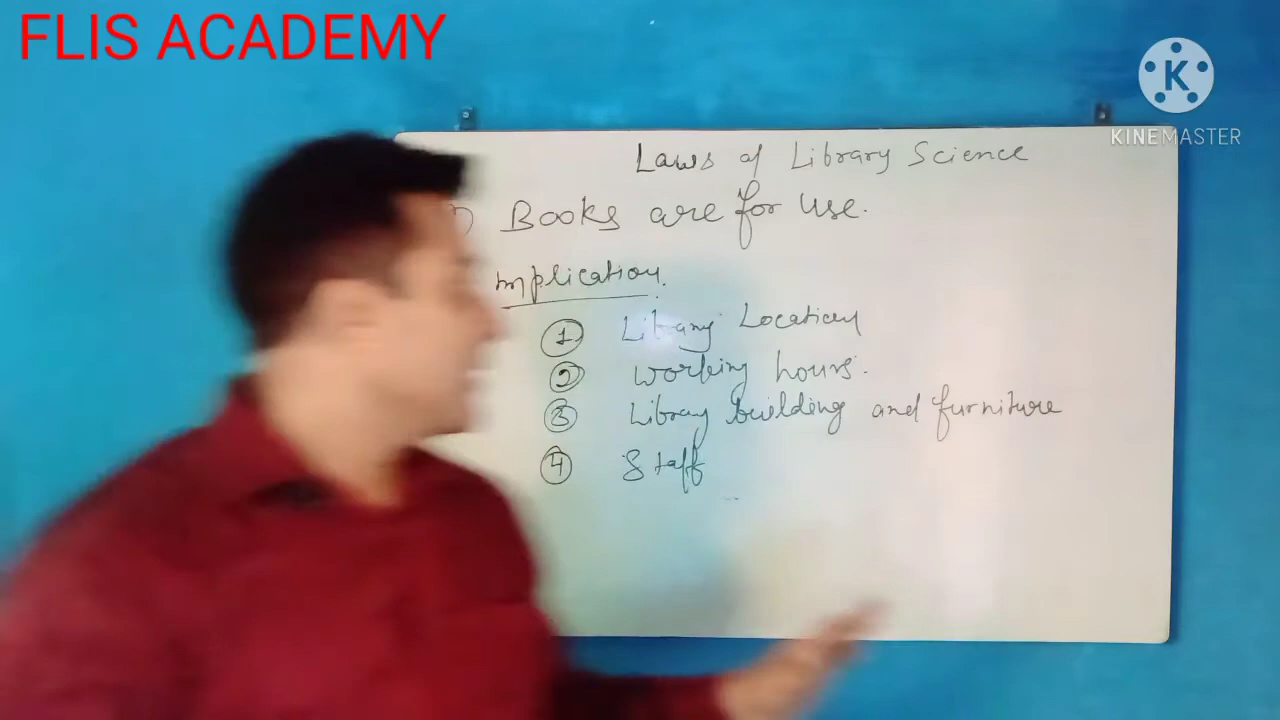 FLIS ACADEMY
KINEMASTER
Laws of Library Science
Books are for use.
Implication.
1 Library Location
2 Working hours.
3 Library building and furniture
4 Staff